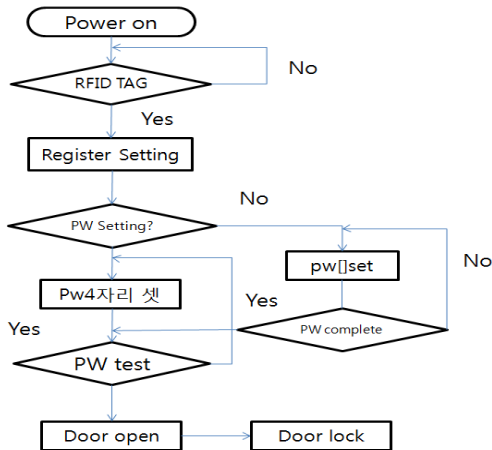 Power on
RFID TAG
No
Yes
Register Setting
No
PW Setting?
pw[]set
No
Pw4자리 셋
Yes
Yes
PW complete
PW test
Door open
Door lock